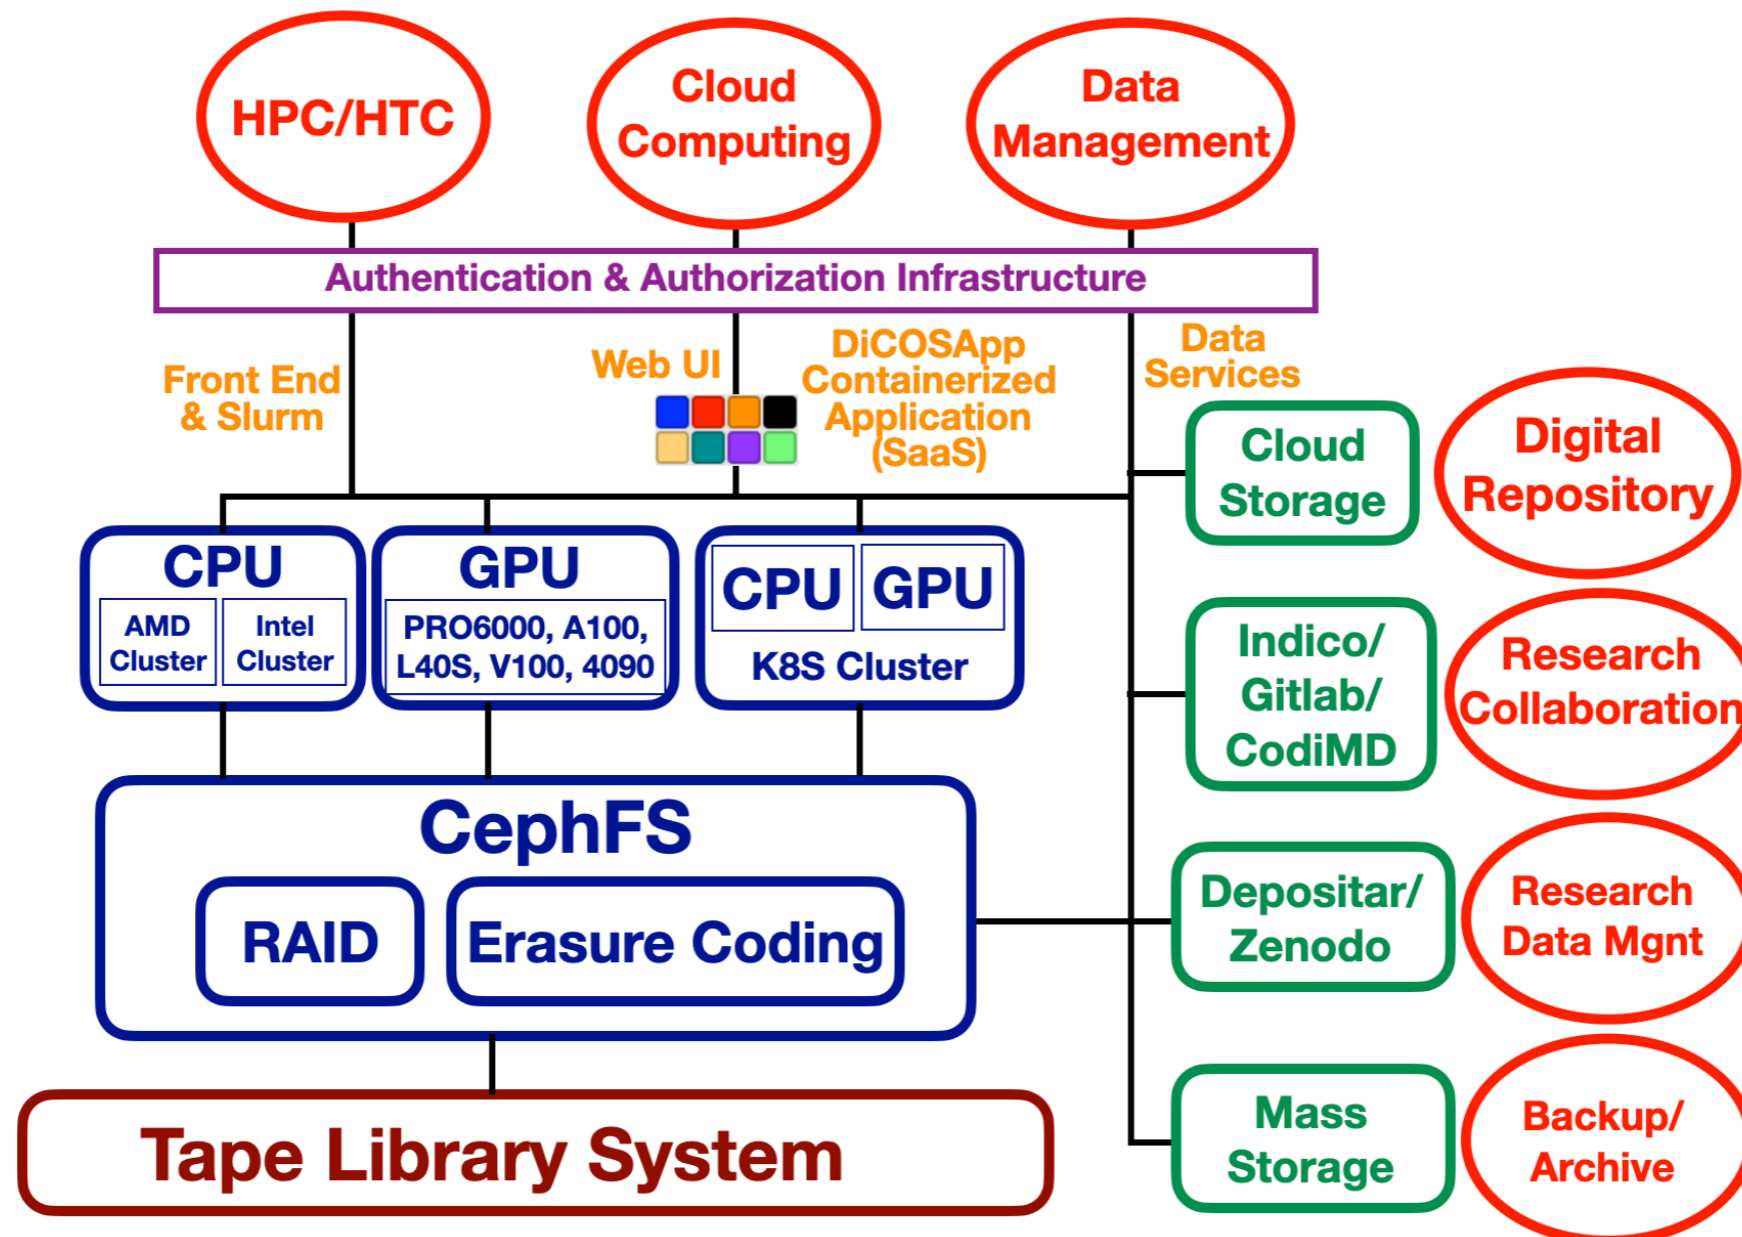 HPC/HTC
Cloud
Computing
Data
Management
Authentication & Authorization Infrastructure
Front End
& Slurm
Web UI
DiCOSApp
Containerized
Application
(SaaS)
Data
Services
Cloud
Storage
Digital
Repository
CPU
AMD
Cluster
Intel
Cluster
GPU
PRO6000, A100,
L40S, V100, 4090
CPU
GPU
K8S Cluster
Indico/
Gitlab/
CodiMD
Research
Collaboration
CephFS
RAID
Erasure Coding
Depositar/
Zenodo
Research
Data Mgnt
Tape Library System
Mass
Storage
Backup/
Archive